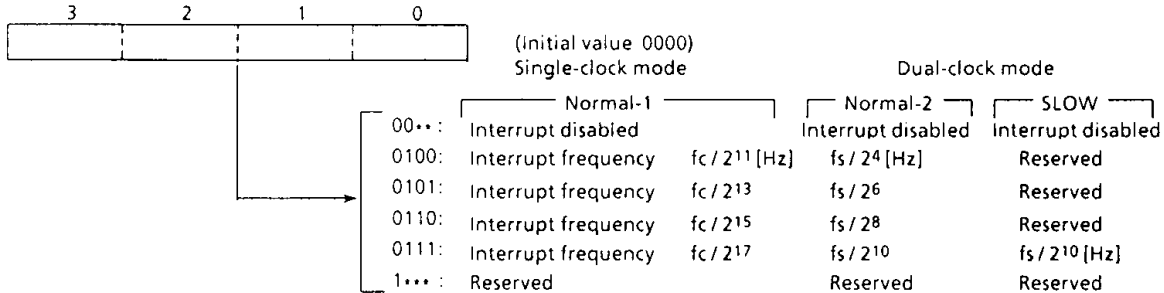 3 2 1 0
(Initial value 0000)
Single-clock mode Dual-clock mode
Normal-1 Normal-2 SLOW
00**: Interrupt disabled Interrupt disabled Interrupt disabled
0100: Interrupt frequency fc / 2¹¹ [Hz] fs / 2⁴ [Hz] Reserved
0101: Interrupt frequency fc / 2¹³ fs / 2⁶ Reserved
0110: Interrupt frequency fc / 2¹⁵ fs / 2⁸ Reserved
0111: Interrupt frequency fc / 2¹⁷ fs / 2¹⁰ fs / 2¹⁰ [Hz]
1***: Reserved Reserved Reserved